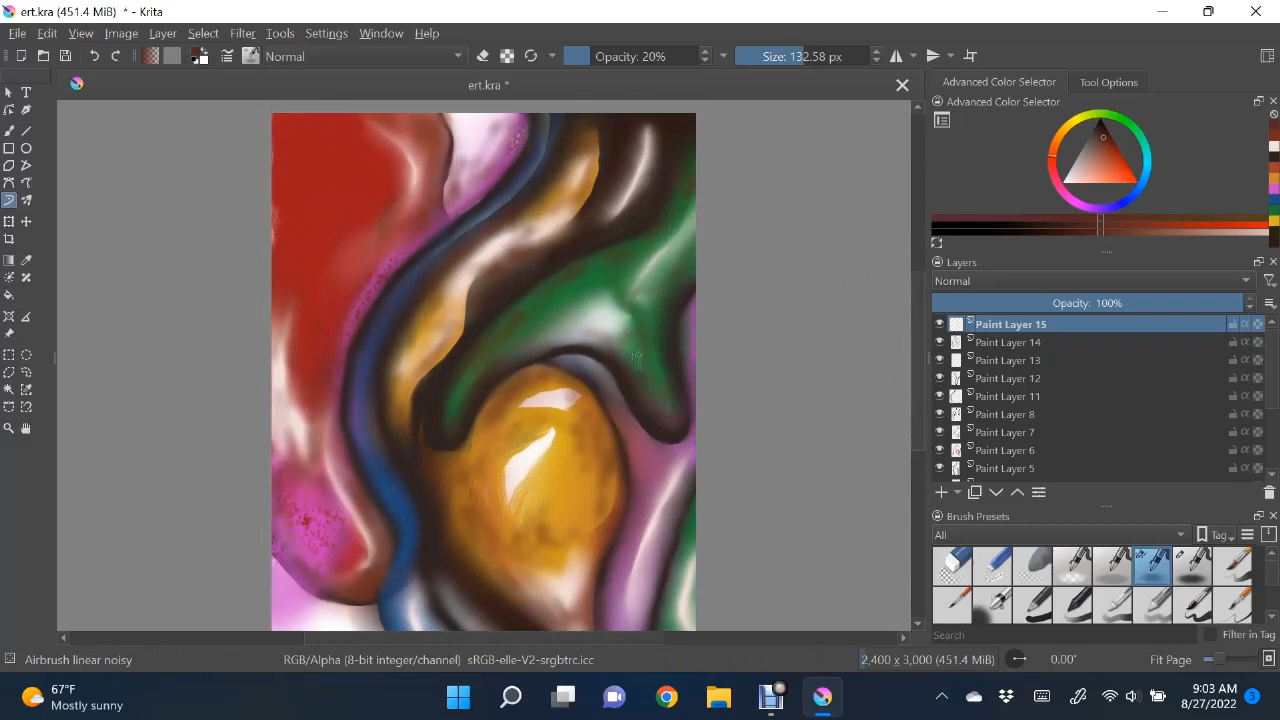 ert.kra (451.4 MiB) * - Krita
File Edit View Image Layer Select Filter Tools Settings Window Help
Normal Opacity: 20% Size: 132.58 px
ert.kra *
Advanced Color Selector Tool Options
Advanced Color Selector
Layers
Normal
Opacity: 100%
Paint Layer 15
Paint Layer 14
Paint Layer 13
Paint Layer 12
Paint Layer 11
Paint Layer 8
Paint Layer 7
Paint Layer 6
Paint Layer 5
Brush Presets
All Tag
Search Filter in Tag
Airbrush linear noisy RGB/Alpha (8-bit integer/channel) sRGB-elle-V2-srgbtrc.icc 2,400 x 3,000 (451.4 MiB) 0.00° Fit Page
67°F
Mostly sunny
9:03 AM
8/27/2022
3